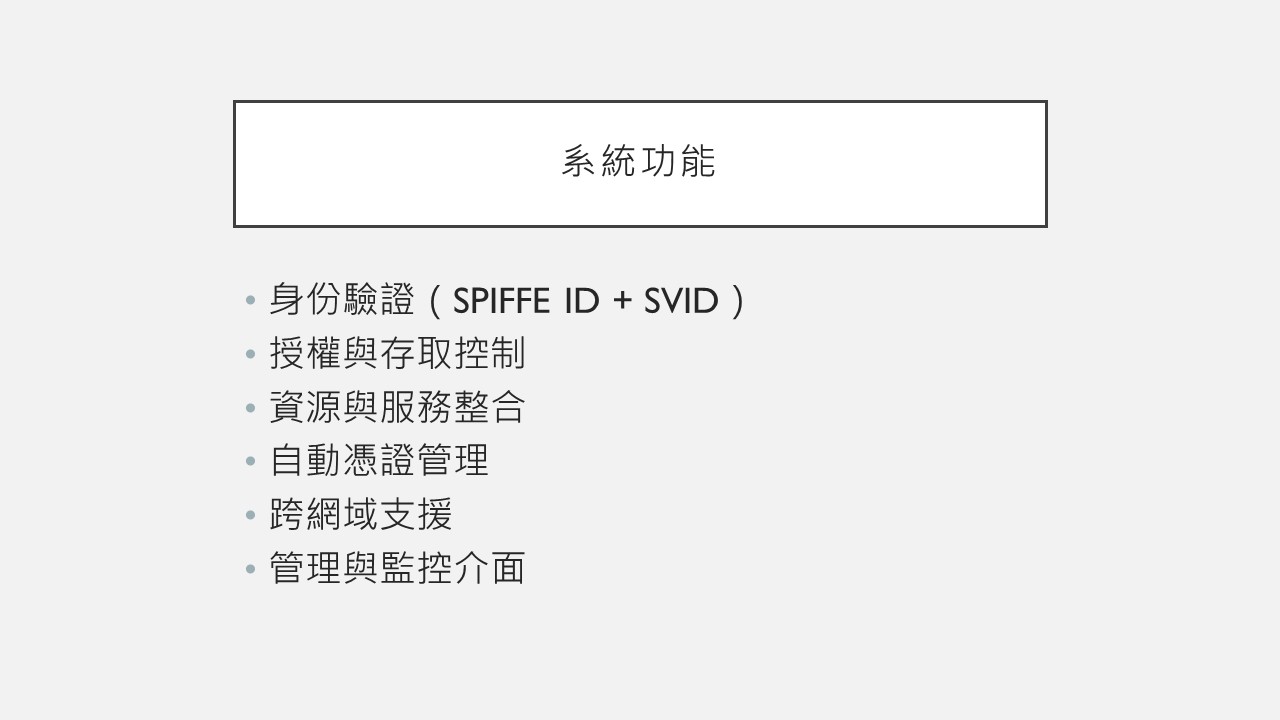 系統功能
• 身份驗證（SPIFFE ID + SVID）
• 授權與存取控制
• 資源與服務整合
• 自動憑證管理
• 跨網域支援
• 管理與監控介面